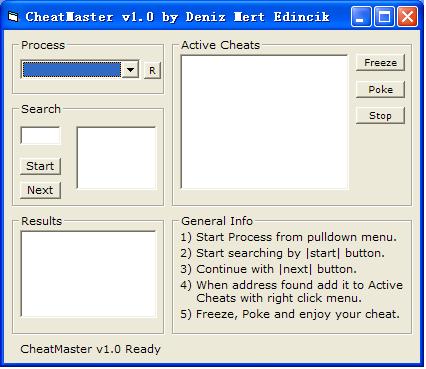 CheatMaster v1.0 by Deniz Mert Edincik
Process
R
Search
Start
Next
Active Cheats
Freeze
Poke
Stop
Results
General Info
1) Start Process from pulldown menu.
2) Start searching by |start| button.
3) Continue with |next| button.
4) When address found add it to Active
Cheats with right click menu.
5) Freeze, Poke and enjoy your cheat.
CheatMaster v1.0 Ready